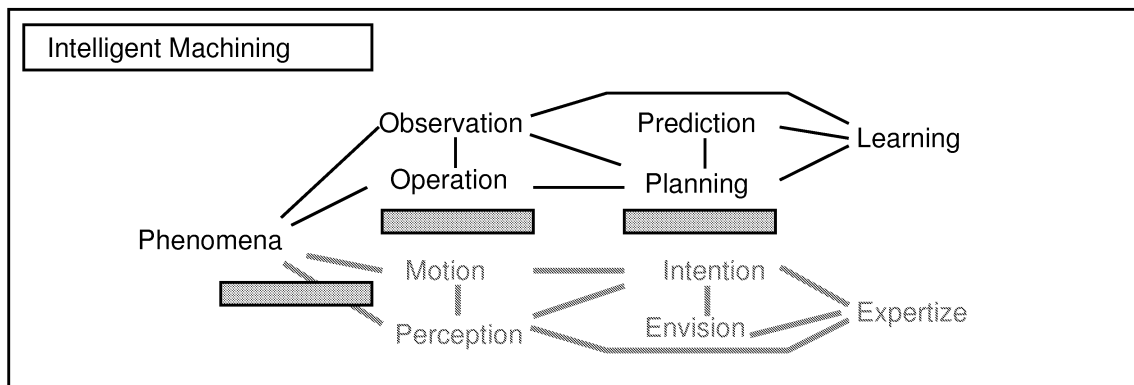 Intelligent Machining
Observation
Prediction
Learning
Operation
Planning
Phenomena
Motion
Intention
Expertize
Perception
Envision